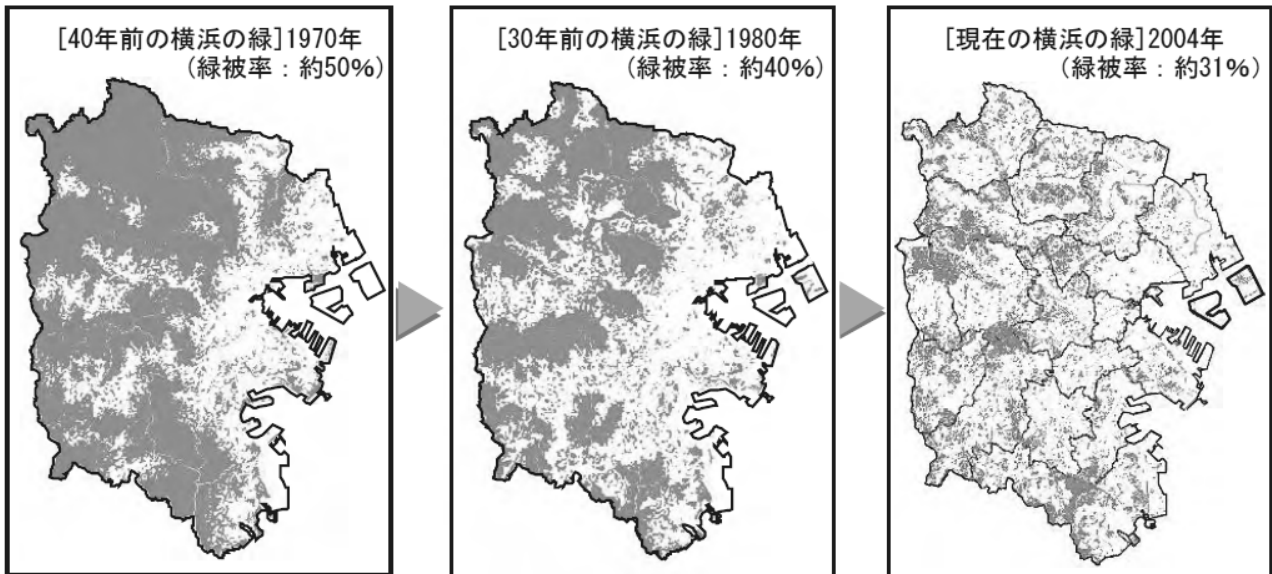 [40年前の横浜の緑]1970年
(緑被率：約50%)
[30年前の横浜の緑]1980年
(緑被率：約40%)
[現在の横浜の緑]2004年
(緑被率：約31%)